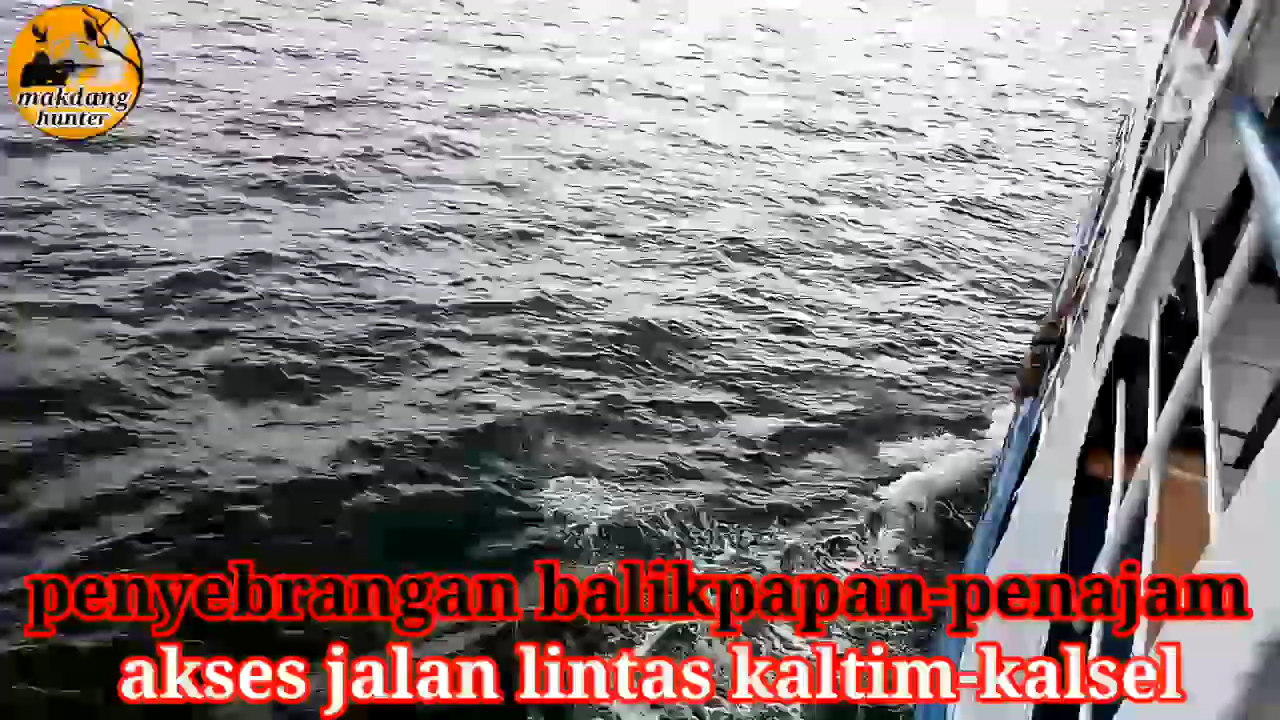 makdang
hunter
penyebrangan balikpapan-penajam
akses jalan lintas kaltim-kalsel